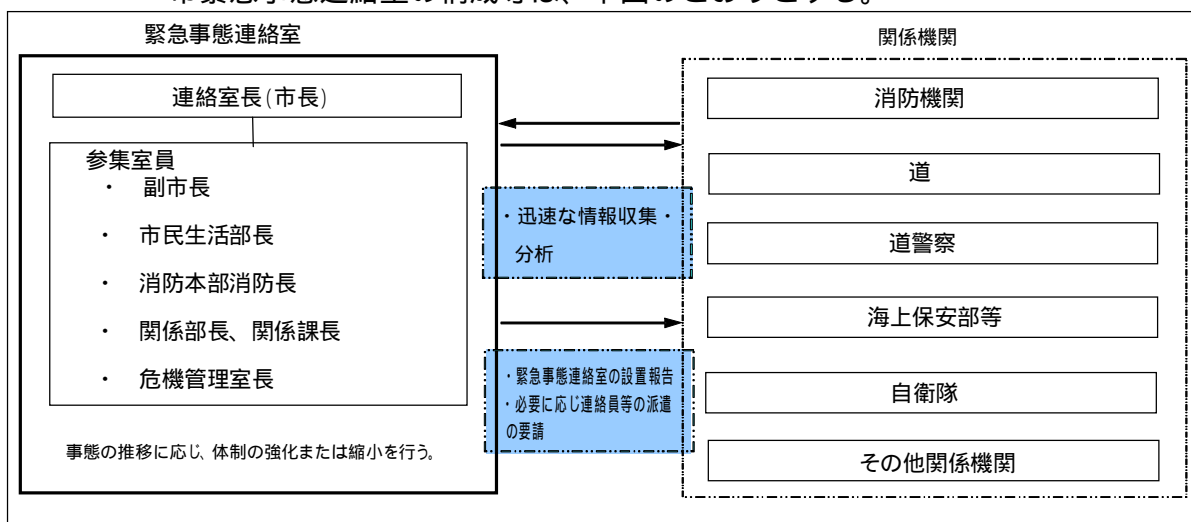 緊急事態連絡室
関係機関
連絡室長(市長)
参集室員
・ 副市長
・ 市民生活部長
・ 消防本部消防長
・ 関係部長、関係課長
・ 危機管理室長
事態の推移に応じ、体制の強化または縮小を行う。
・迅速な情報収集・
分析
・緊急事態連絡室の設置報告
・必要に応じ連絡員等の派遣
の要請
消防機関
道
道警察
海上保安部等
自衛隊
その他関係機関